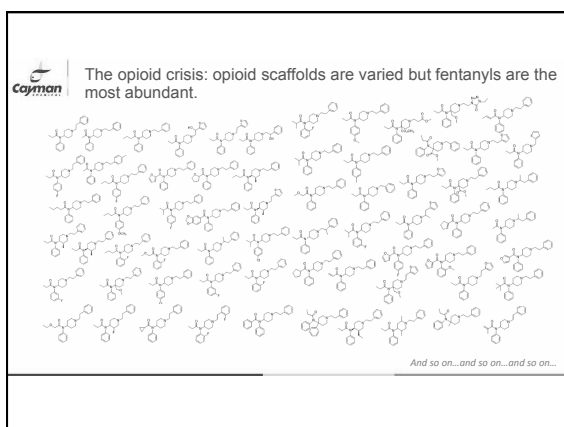 Cayman
CHEMICAL
The opioid crisis: opioid scaffolds are varied but fentanyls are the
most abundant.
And so on…and so on…and so on…